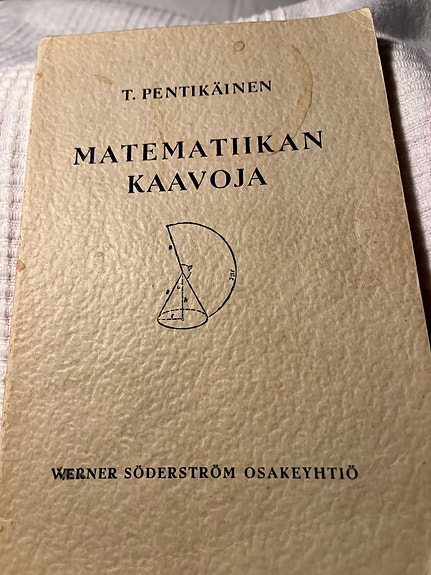 T. PENTIKÄINEN
MATEMATIIKAN
KAAVOJA
WERNER SÖDERSTRÖM OSAKEYHTIÖ